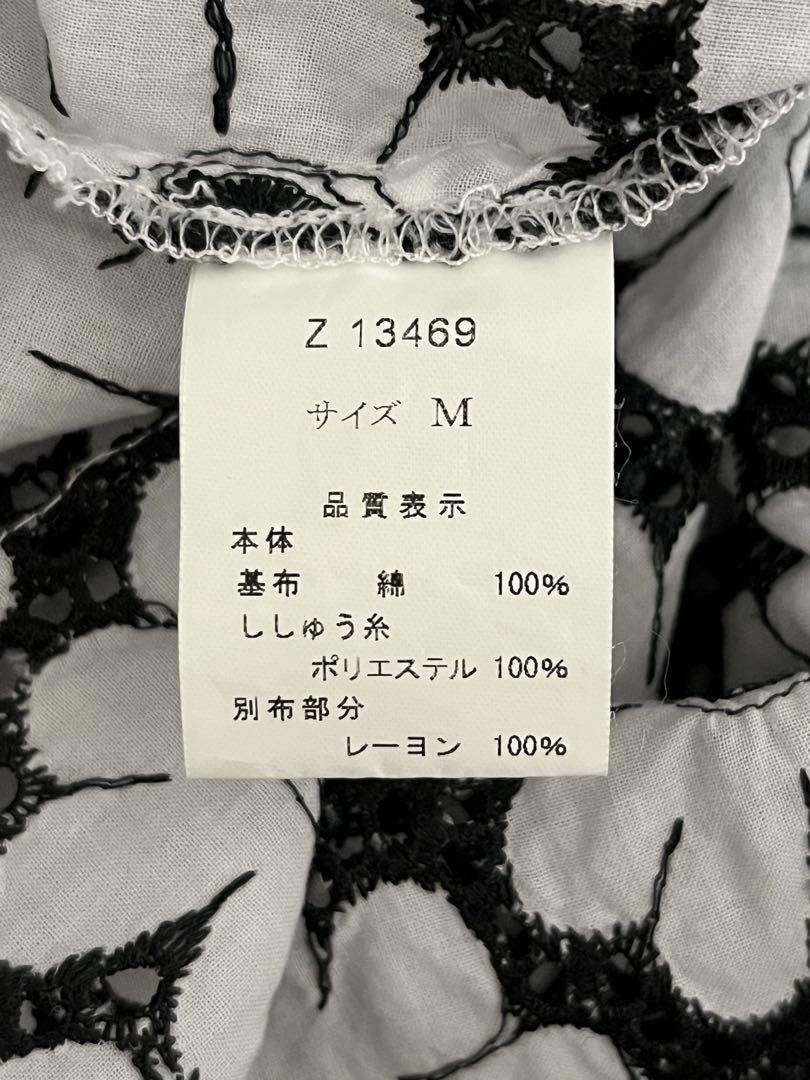 Z 13469
サイズ M
品質表示
本体
基布 綿 100%
ししゅう糸
ポリエステル 100%
別布部分
レーヨン 100%